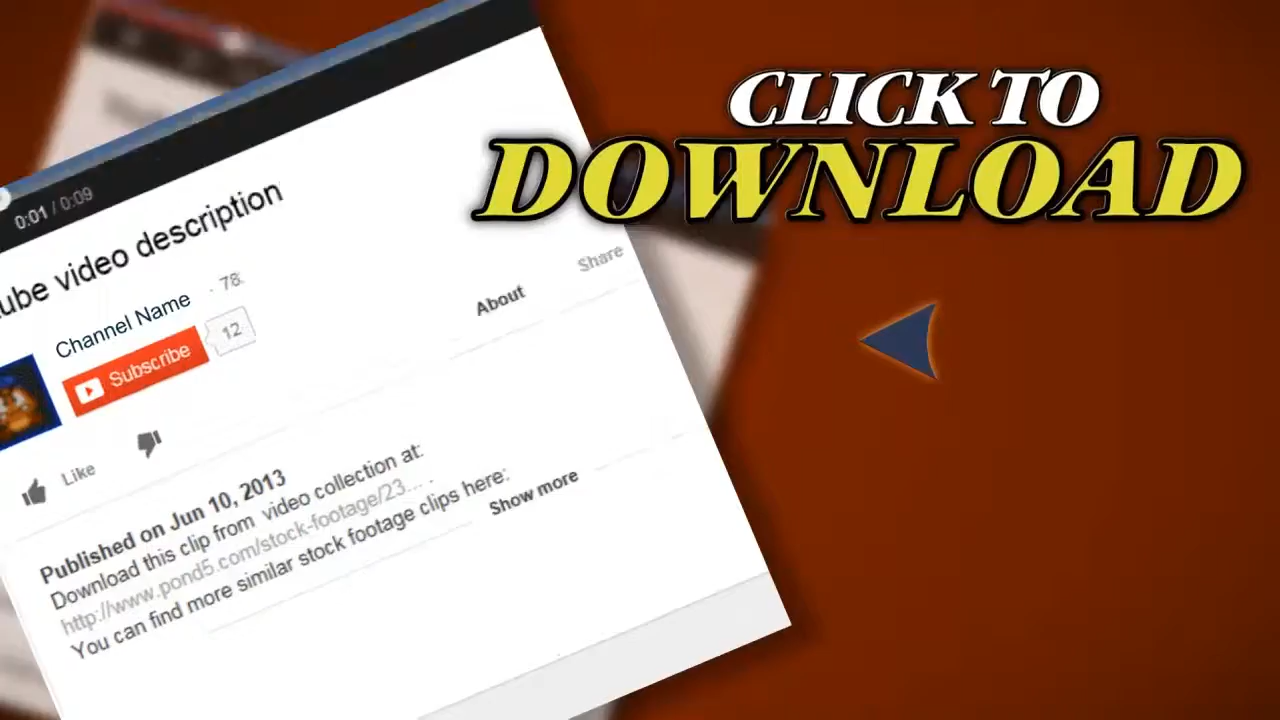 CLICK TO
DOWNLOAD
0:01 / 0:09
ube video description
Channel Name
78
Subscribe
12
About
Share
Like
Published on Jun 10, 2013
Download this clip from video collection at:
http://www.pond5.com/stock-footage/23...
You can find more similar stock footage clips here:
Show more